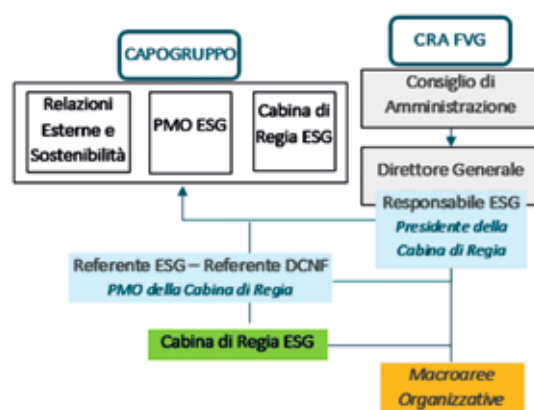 CAPOGRUPPO
Relazioni
Esterne e
Sostenibilità
PMO ESG
Cabina di
Regia ESG
CRA FVG
Consiglio di
Amministrazione
Direttore Generale
Responsabile ESG
Presidente della
Cabina di Regia
Referente ESG – Referente DCNF
PMO della Cabina di Regia
Cabina di Regia ESG
Macroaree
Organizzative